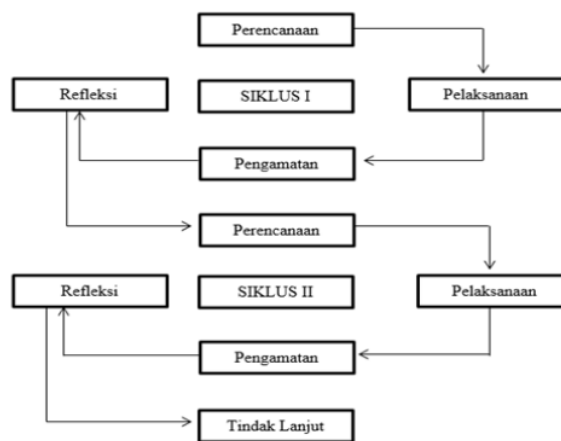 Perencanaan
Refleksi
SIKLUS I
Pelaksanaan
Pengamatan
Perencanaan
Refleksi
SIKLUS II
Pelaksanaan
Pengamatan
Tindak Lanjut